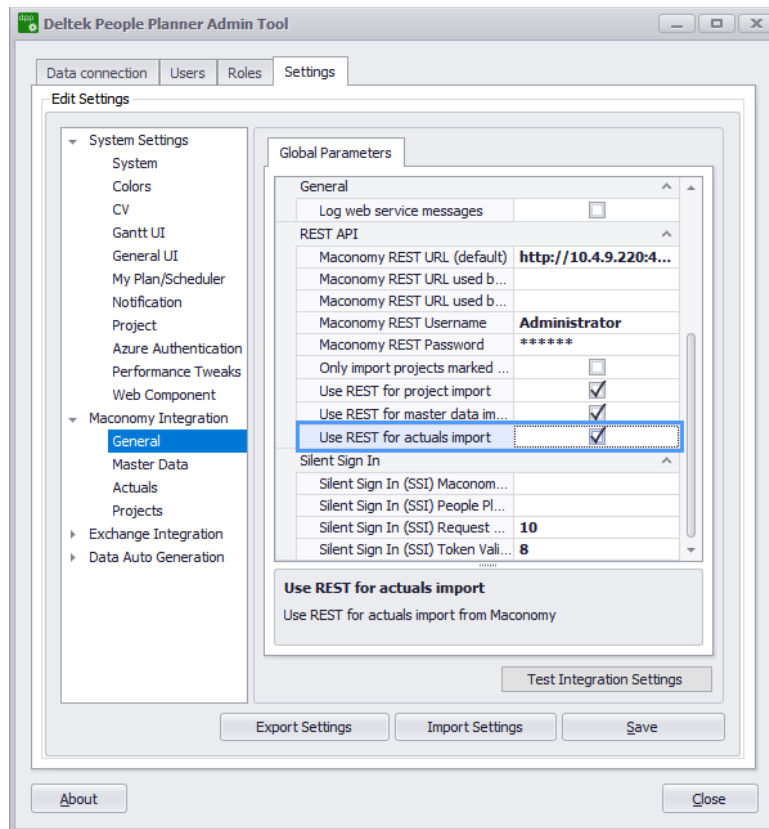 dpp
Deltek People Planner Admin Tool
Data connection
Users
Roles
Settings
Edit Settings
System Settings
System
Colors
CV
Gantt UI
General UI
My Plan/Scheduler
Notification
Project
Azure Authentication
Performance Tweaks
Web Component
Maconomy Integration
General
Master Data
Actuals
Projects
Exchange Integration
Data Auto Generation
Global Parameters
General
Log web service messages
REST API
Maconomy REST URL (default) http://10.4.9.220:4...
Maconomy REST URL used b...
Maconomy REST URL used b...
Maconomy REST Username Administrator
Maconomy REST Password ******
Only import projects marked ...
Use REST for project import
Use REST for master data im...
Use REST for actuals import
Silent Sign In
Silent Sign In (SSI) Maconom...
Silent Sign In (SSI) People Pl...
Silent Sign In (SSI) Request ... 10
Silent Sign In (SSI) Token Vali... 8
Use REST for actuals import
Use REST for actuals import from Maconomy
Test Integration Settings
Export Settings
Import Settings
Save
About
Close